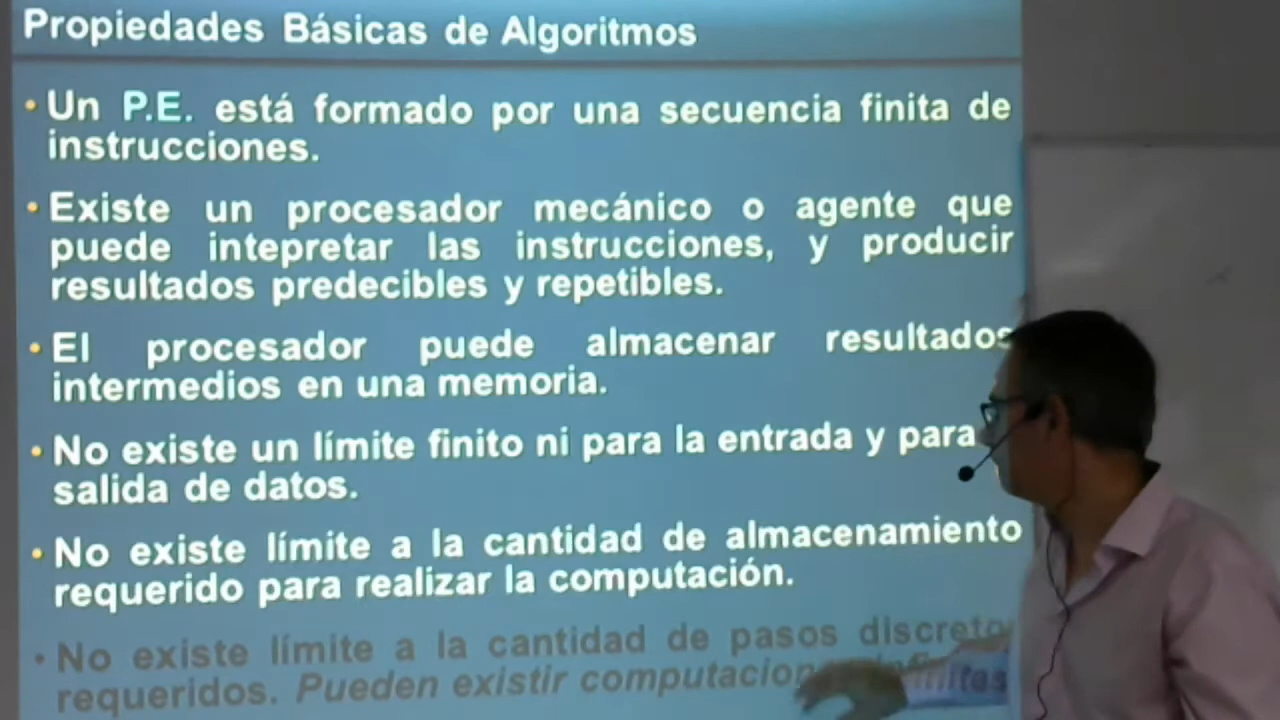 Propiedades Básicas de Algoritmos
• Un P.E. está formado por una secuencia finita de
instrucciones.
• Existe un procesador mecánico o agente que
puede intepretar las instrucciones, y producir
resultados predecibles y repetibles.
• El procesador puede almacenar resultados
intermedios en una memoria.
• No existe un límite finito ni para la entrada y para
salida de datos.
• No existe límite a la cantidad de almacenamiento
requerido para realizar la computación.
• No existe límite a la cantidad de pasos discreto
requeridos. Pueden existir